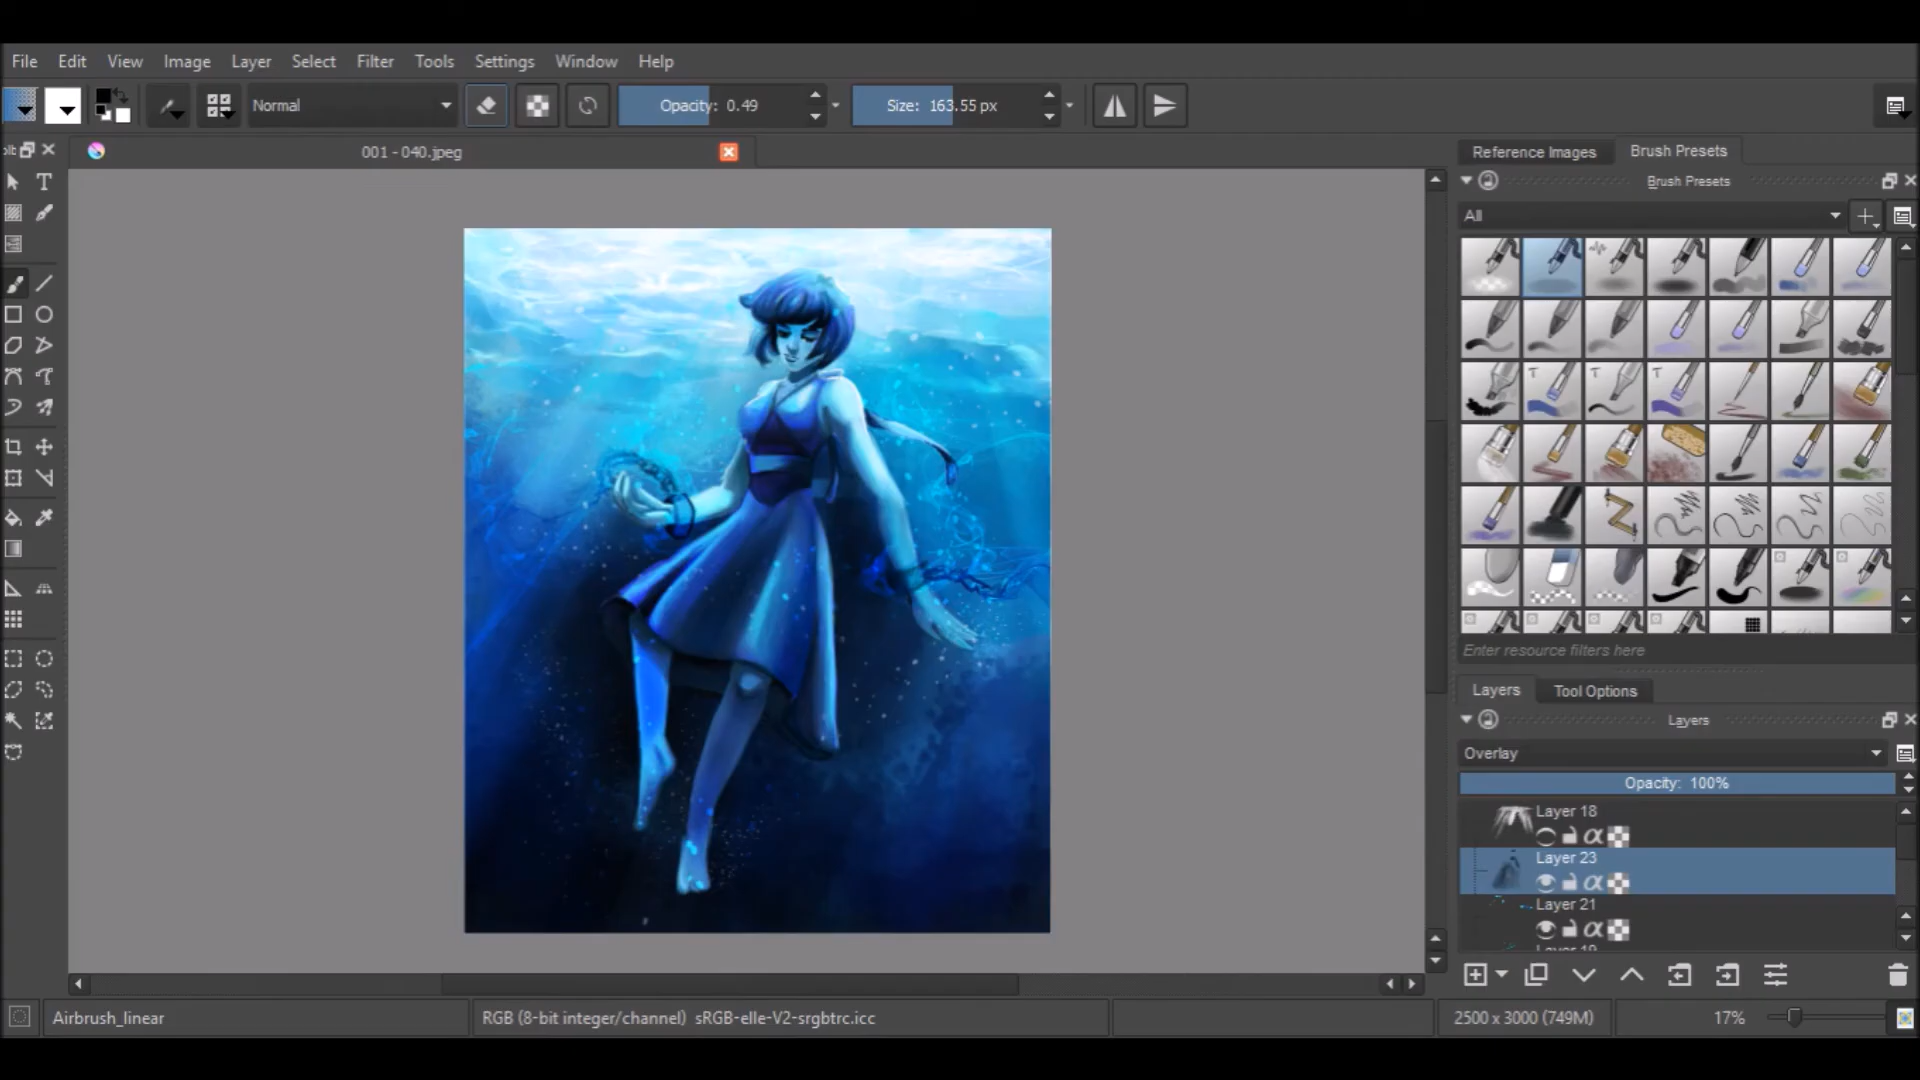 File Edit View Image Layer Select Filter Tools Settings Window Help
Normal Opacity: 0.49 Size: 163.55 px
001 - 040.jpeg
Reference Images Brush Presets
Brush Presets
All
Enter resource filters here
Layers Tool Options
Layers
Overlay
Opacity: 100%
Layer 18
Layer 23
Layer 21
Airbrush_linear RGB (8-bit integer/channel) sRGB-elle-V2-srgbtrc.icc 2500 x 3000 (749M) 17%